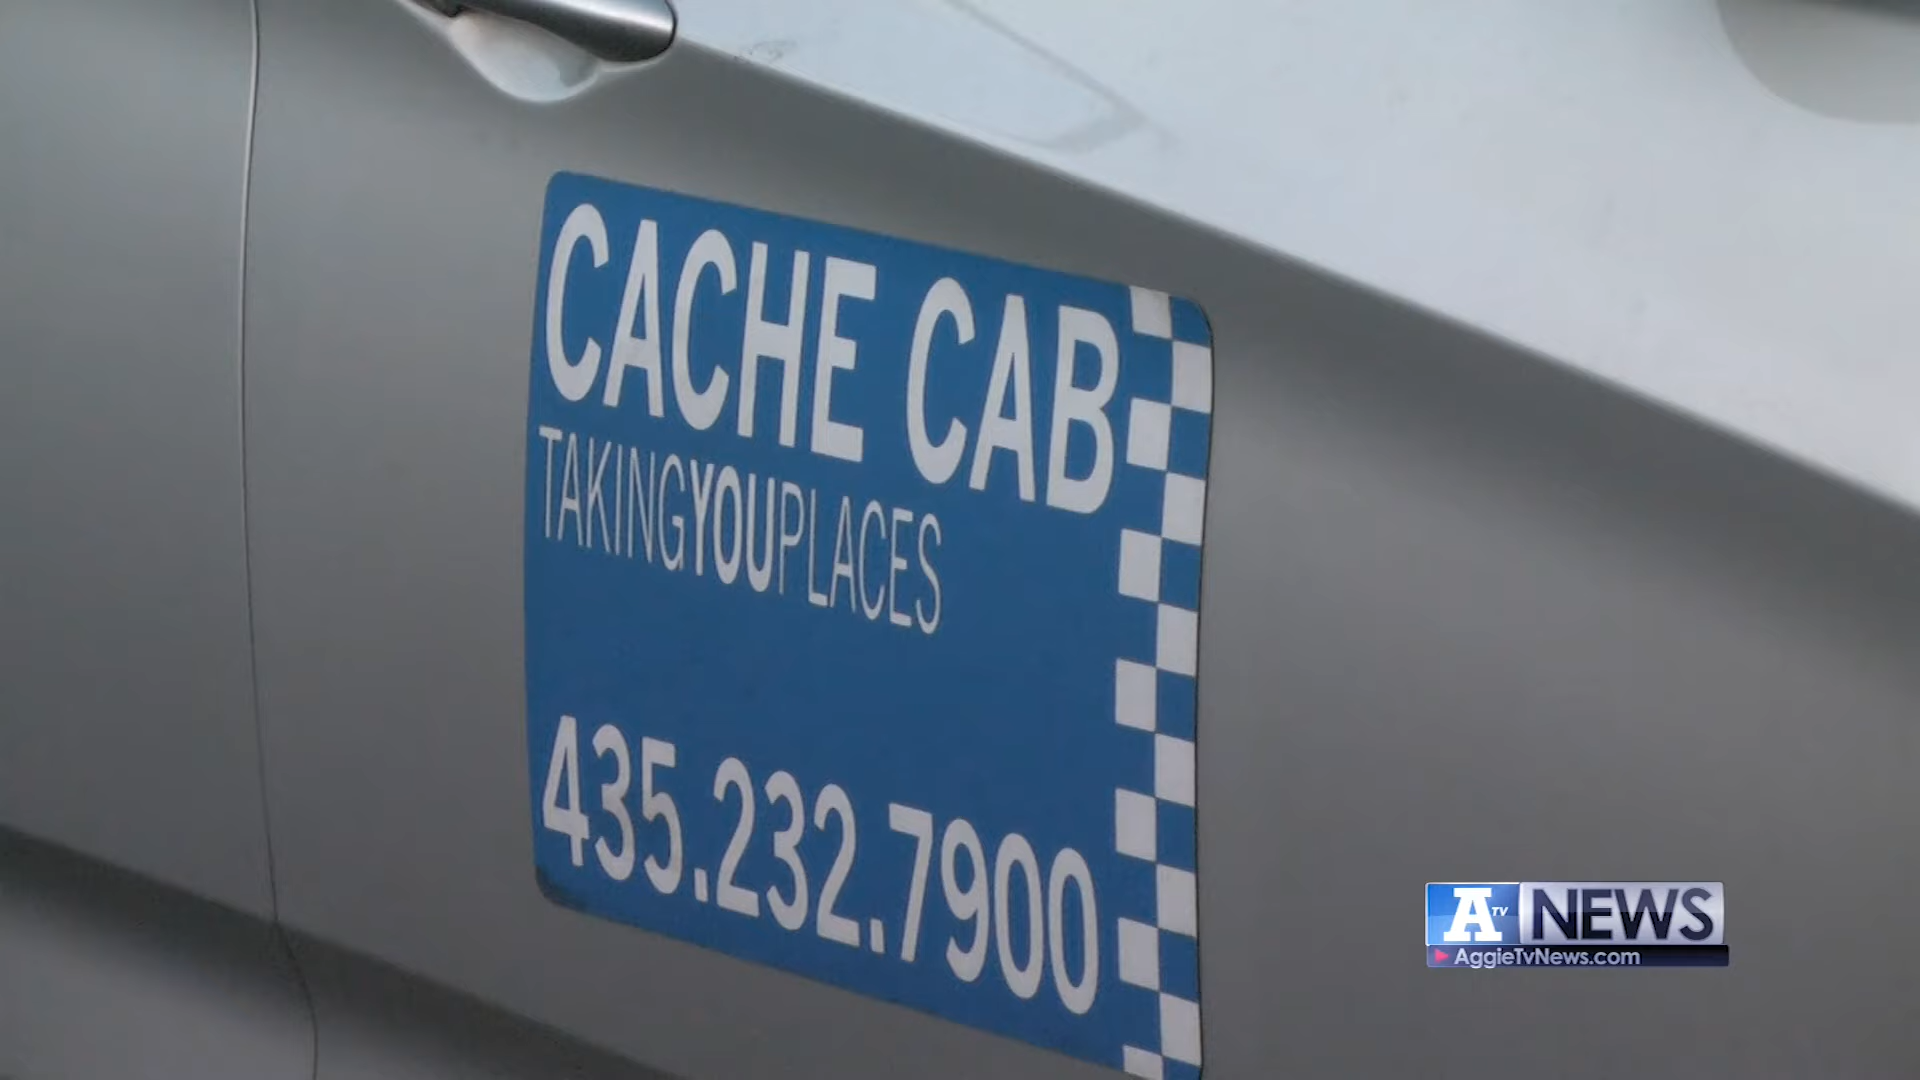 CACHE CAB
TAKINGYOUPLACES
435.232.7900
A TV NEWS
AggieTvNews.com